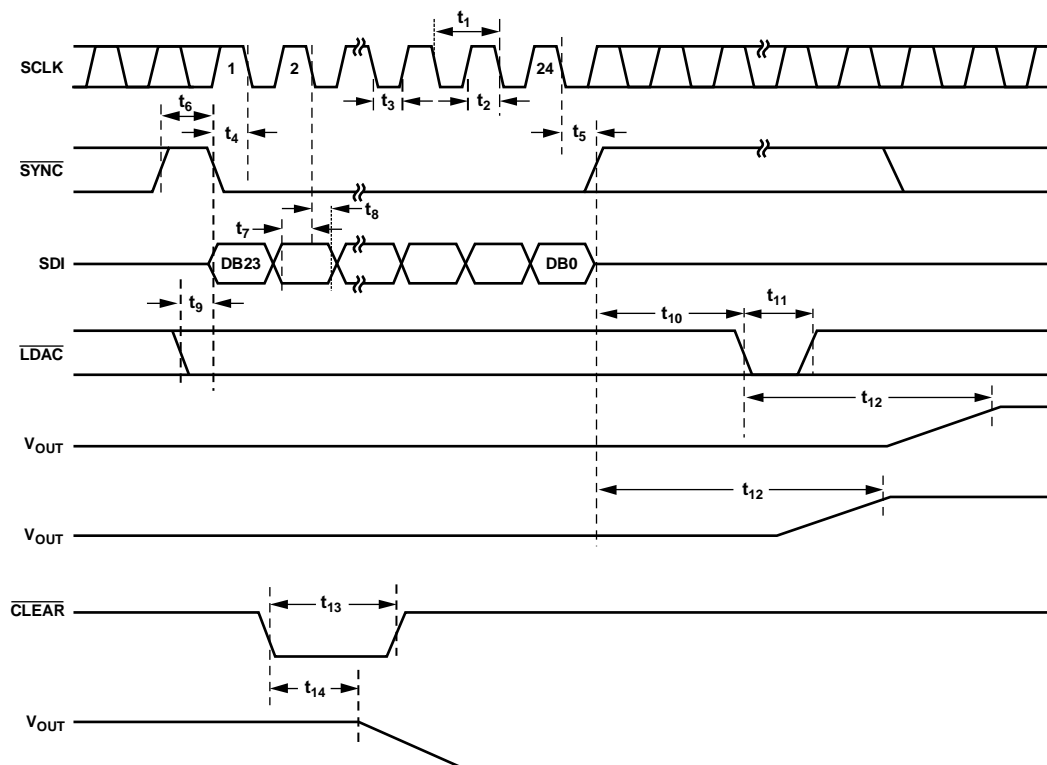 t1
SCLK
1
2
24
t6
t4
t3
t2
t5
SYNC
t7
t8
SDI
DB23
DB0
t9
t10
t11
LDAC
t12
VOUT
t12
VOUT
CLEAR
t13
t14
VOUT